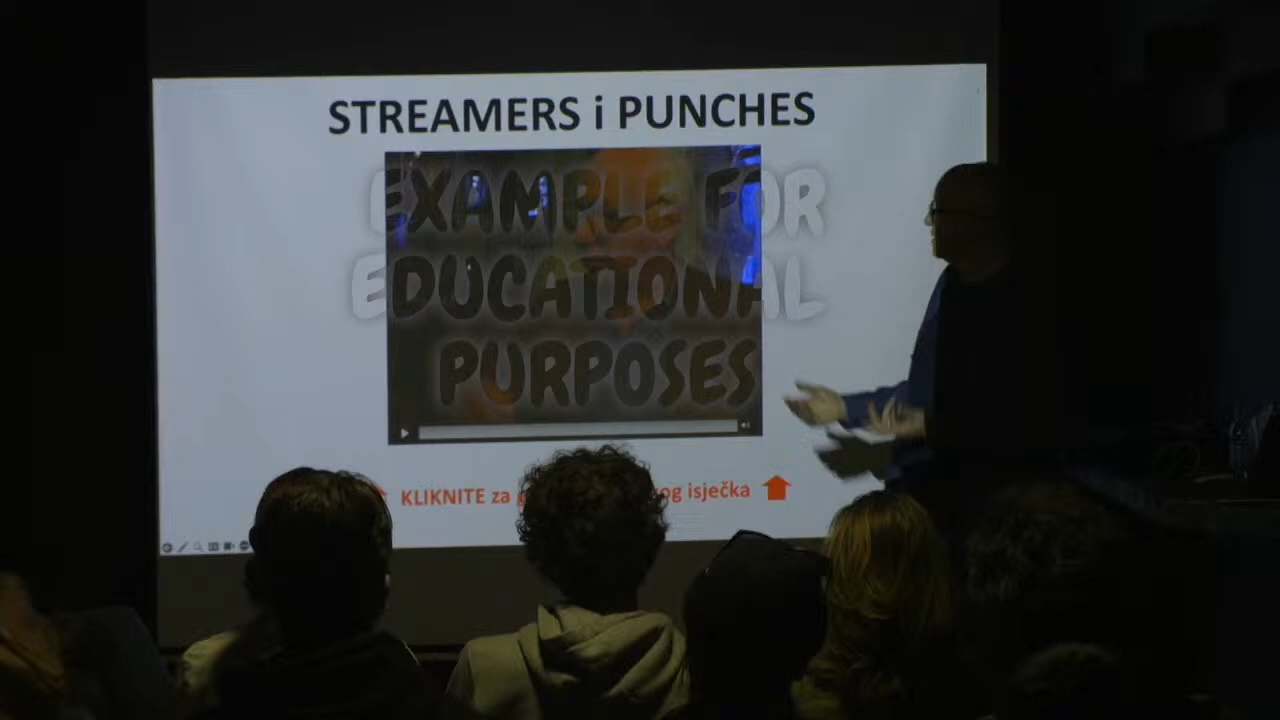 STREAMERS i PUNCHES
EXAMPLE FOR
EDUCATIONAL
PURPOSES
KLIKNITE za isječka